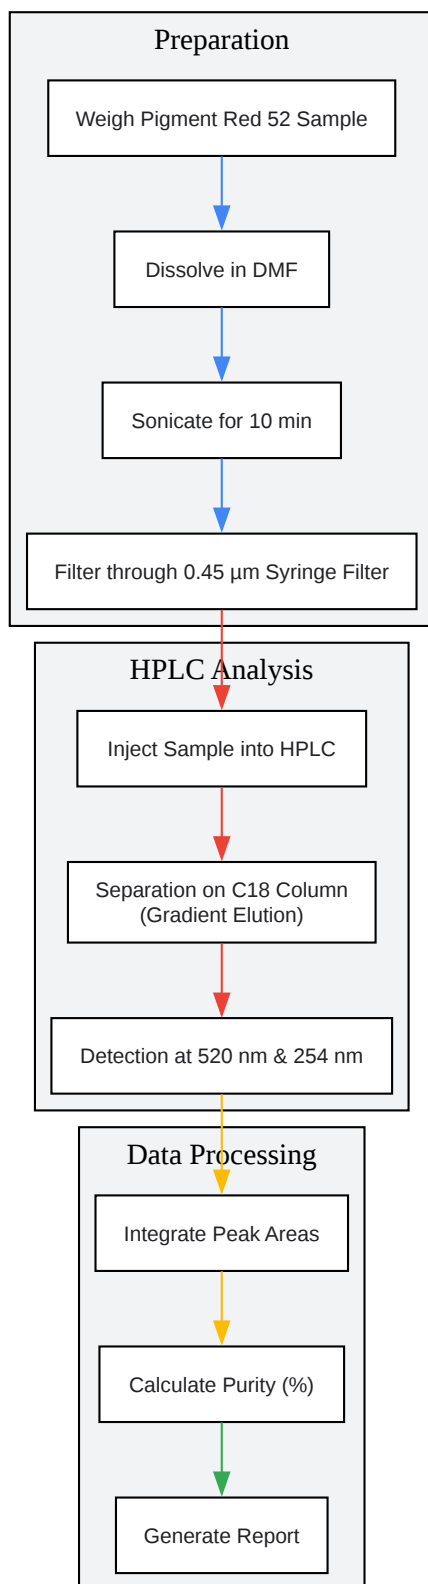 Preparation
Weigh Pigment Red 52 Sample
Dissolve in DMF
Sonicate for 10 min
Filter through 0.45 µm Syringe Filter
HPLC Analysis
Inject Sample into HPLC
Separation on C18 Column
(Gradient Elution)
Detection at 520 nm & 254 nm
Data Processing
Integrate Peak Areas
Calculate Purity (%)
Generate Report